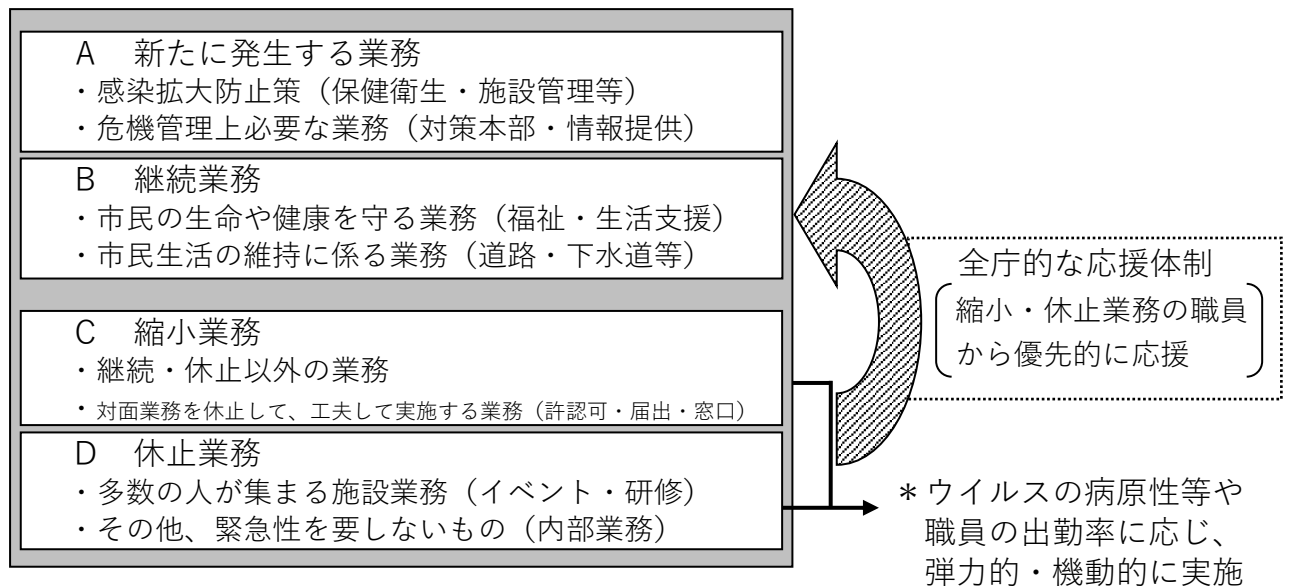 A　新たに発生する業務
・感染拡大防止策（保健衛生・施設管理等）
・危機管理上必要な業務（対策本部・情報提供）
B　継続業務
・市民の生命や健康を守る業務（福祉・生活支援）
・市民生活の維持に係る業務（道路・下水道等）
C　縮小業務
・継続・休止以外の業務
・対面業務を休止して、工夫して実施する業務（許認可・届出・窓口）
D　休止業務
・多数の人が集まる施設業務（イベント・研修）
・その他、緊急性を要しないもの（内部業務）
全庁的な応援体制
縮小・休止業務の職員
から優先的に応援
＊ウイルスの病原性等や
職員の出勤率に応じ、
弾力的・機動的に実施